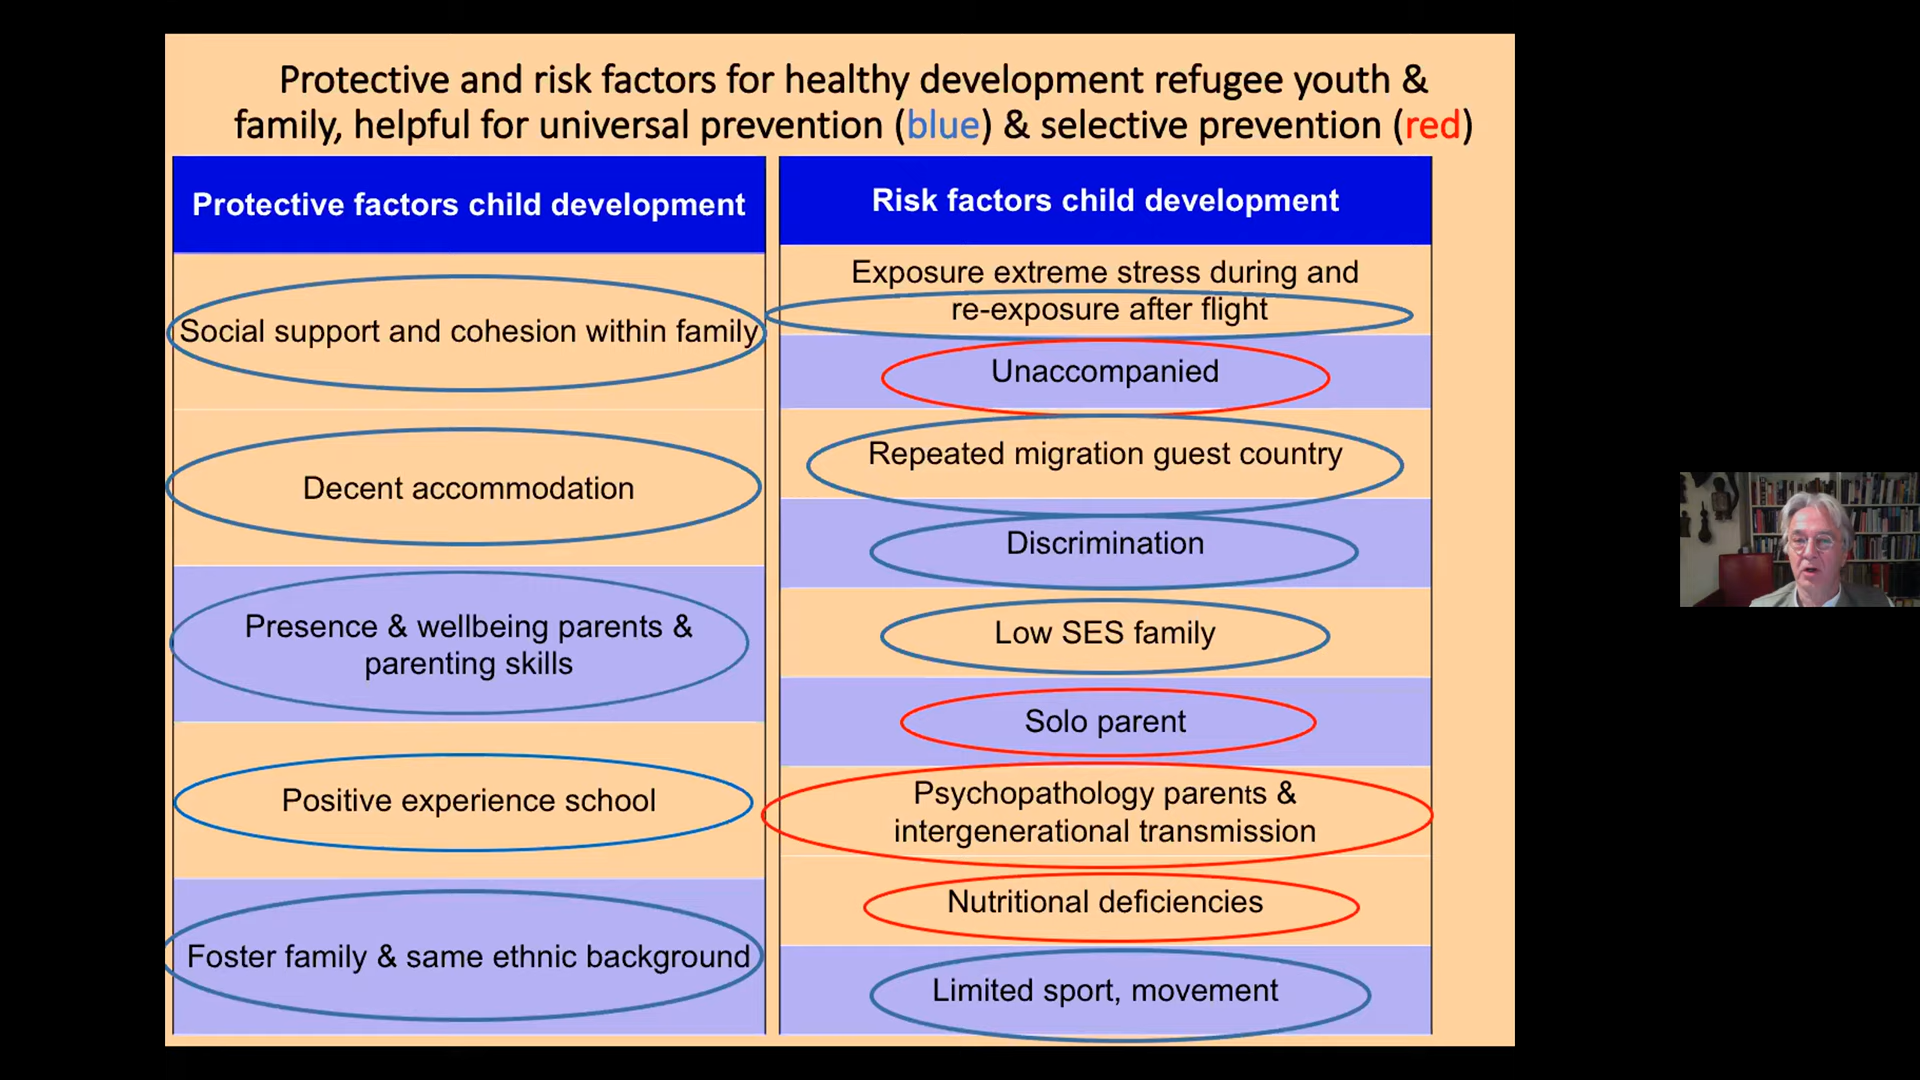 Protective and risk factors for healthy development refugee youth &
family, helpful for universal prevention (blue) & selective prevention (red)
Protective factors child development
Social support and cohesion within family
Decent accommodation
Presence & wellbeing parents &
parenting skills
Positive experience school
Foster family & same ethnic background
Risk factors child development
Exposure extreme stress during and
re-exposure after flight
Unaccompanied
Repeated migration guest country
Discrimination
Low SES family
Solo parent
Psychopathology parents &
intergenerational transmission
Nutritional deficiencies
Limited sport, movement